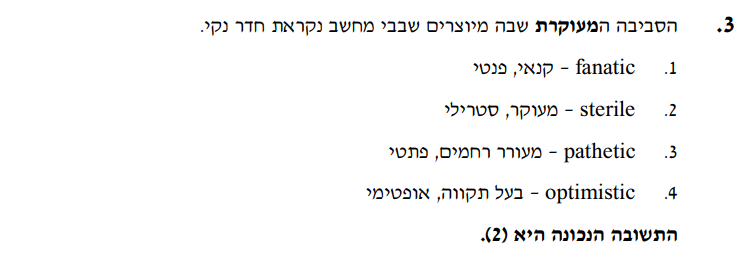 3. הסביבה המעוקרת שבה מיוצרים שבבי מחשב נקראת חדר נקי.
1. fanatic – קנאי, פנטי
2. sterile – מעוקר, סטרילי
3. pathetic – מעורר רחמים, פתטי
4. optimistic – בעל תקווה, אופטימי
התשובה הנכונה היא (2).